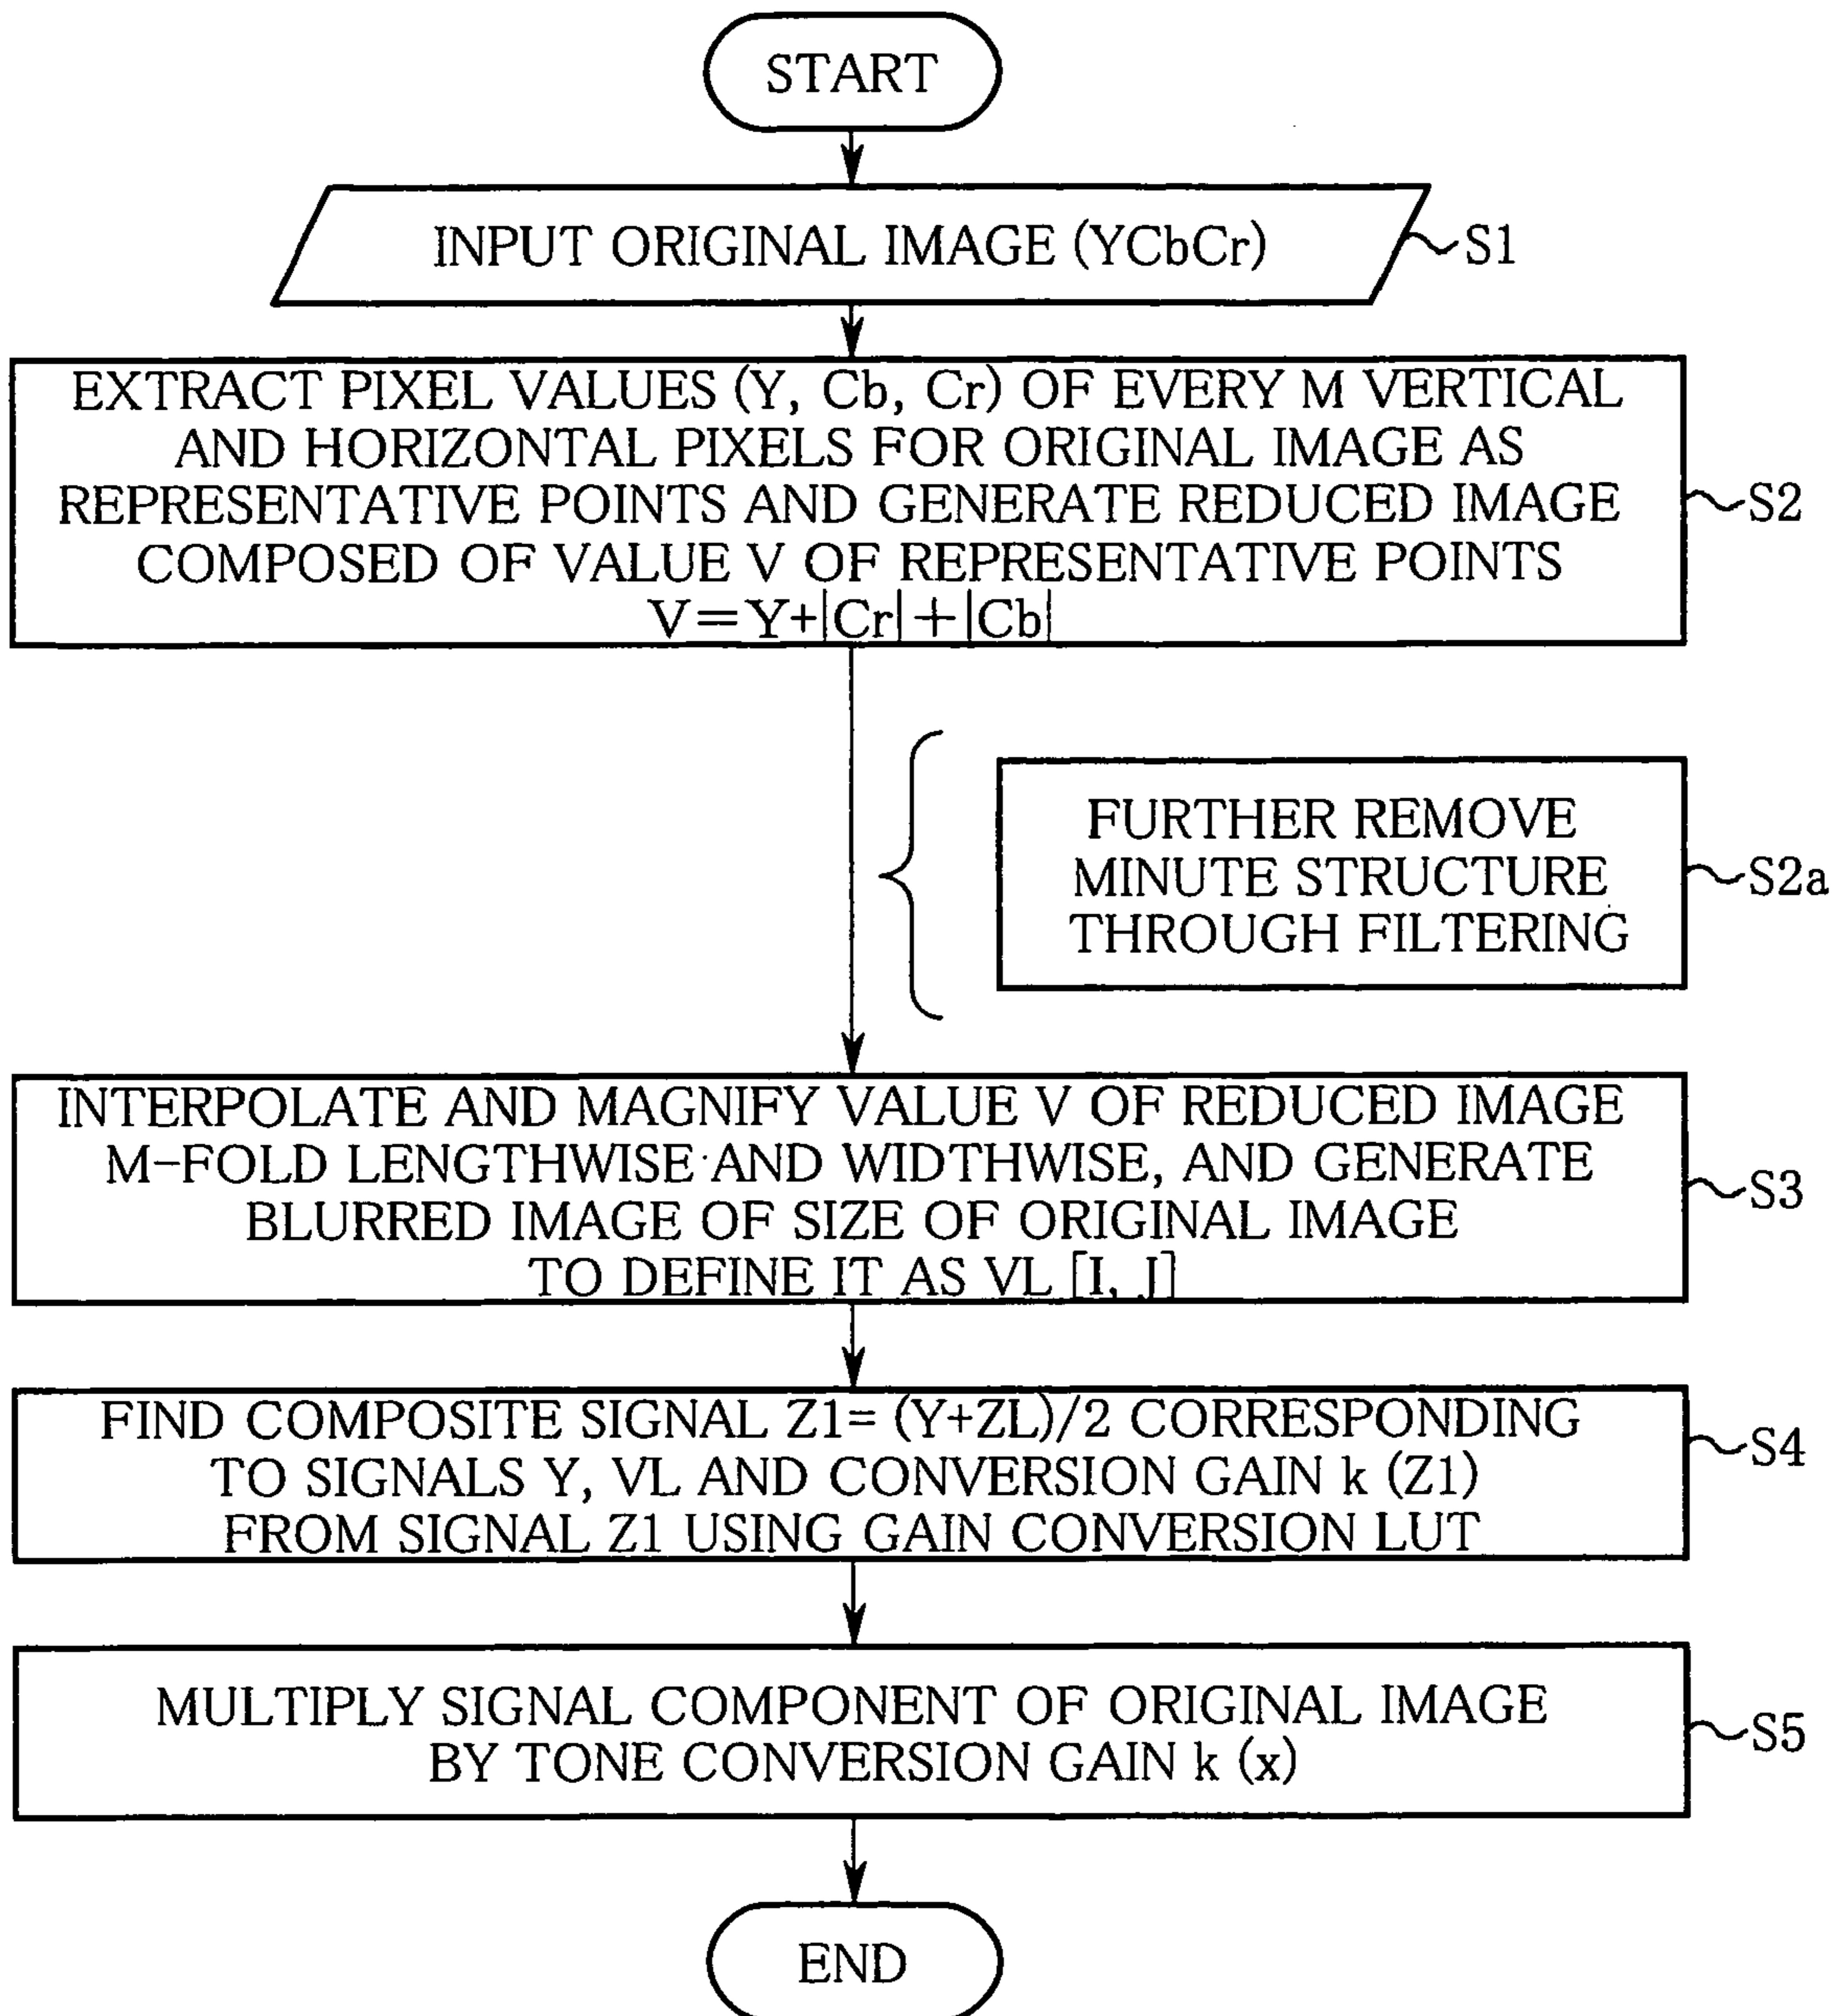 START
INPUT ORIGINAL IMAGE (YCbCr)
S1
EXTRACT PIXEL VALUES (Y, Cb, Cr) OF EVERY M VERTICAL
AND HORIZONTAL PIXELS FOR ORIGINAL IMAGE AS
REPRESENTATIVE POINTS AND GENERATE REDUCED IMAGE
COMPOSED OF VALUE V OF REPRESENTATIVE POINTS
V=Y+|Cr|+|Cb|
S2
FURTHER REMOVE
MINUTE STRUCTURE
THROUGH FILTERING
S2a
INTERPOLATE AND MAGNIFY VALUE V OF REDUCED IMAGE
M-FOLD LENGTHWISE AND WIDTHWISE, AND GENERATE
BLURRED IMAGE OF SIZE OF ORIGINAL IMAGE
TO DEFINE IT AS VL [I, J]
S3
FIND COMPOSITE SIGNAL Z1=(Y+ZL)/2 CORRESPONDING
TO SIGNALS Y, VL AND CONVERSION GAIN k (Z1)
FROM SIGNAL Z1 USING GAIN CONVERSION LUT
S4
MULTIPLY SIGNAL COMPONENT OF ORIGINAL IMAGE
BY TONE CONVERSION GAIN k (x)
S5
END